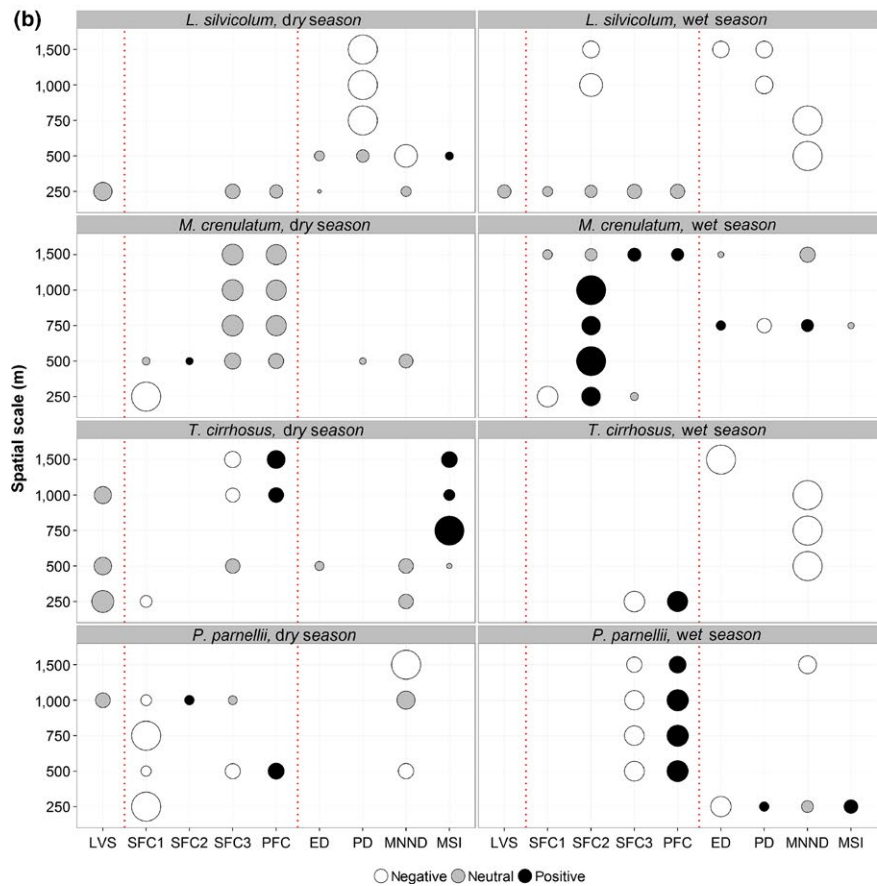 (b)
L. silvicolum, dry season
L. silvicolum, wet season
1,500
1,000
750
500
250
M. crenulatum, dry season
M. crenulatum, wet season
1,500
1,000
750
500
250
Spatial scale (m)
T. cirrhosus, dry season
T. cirrhosus, wet season
1,500
1,000
750
500
250
P. parnellii, dry season
P. parnellii, wet season
1,500
1,000
750
500
250
LVS SFC1 SFC2 SFC3 PFC ED PD MNND MSI
LVS SFC1 SFC2 SFC3 PFC ED PD MNND MSI
Negative Neutral Positive